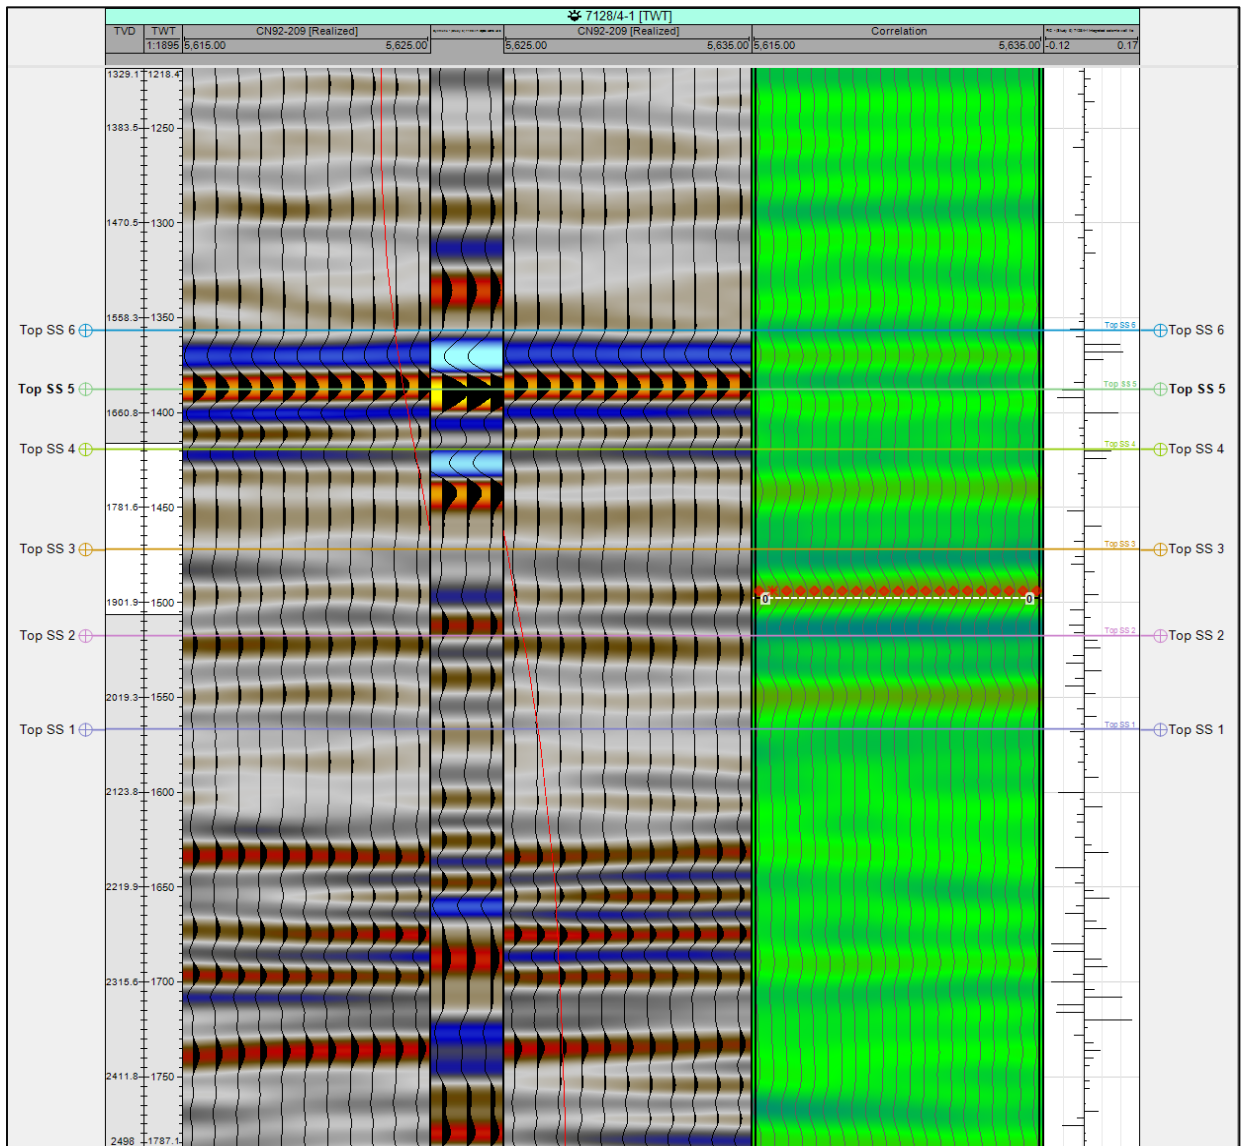 7128/4-1 [TWT]
TVD TWT CN92-209 [Realized] CN92-209 [Realized] Correlation
1:1895 5,615.00 5,625.00 5,625.00 5,635.00 5,615.00 5,635.00 -0.12 0.17
1329.1 1218.4
1383.5 1250
1470.5 1300
1558.3 1350
Top SS 6 Top SS 6 Top SS 6
Top SS 5 Top SS 5 Top SS 5
1660.8 1400
Top SS 4 Top SS 4 Top SS 4
1781.6 1450
Top SS 3 Top SS 3 Top SS 3
1901.9 1500
0 0
Top SS 2 Top SS 2 Top SS 2
2019.3 1550
Top SS 1 Top SS 1 Top SS 1
2123.8 1600
2219.9 1650
2315.6 1700
2411.8 1750
2498 1787.1